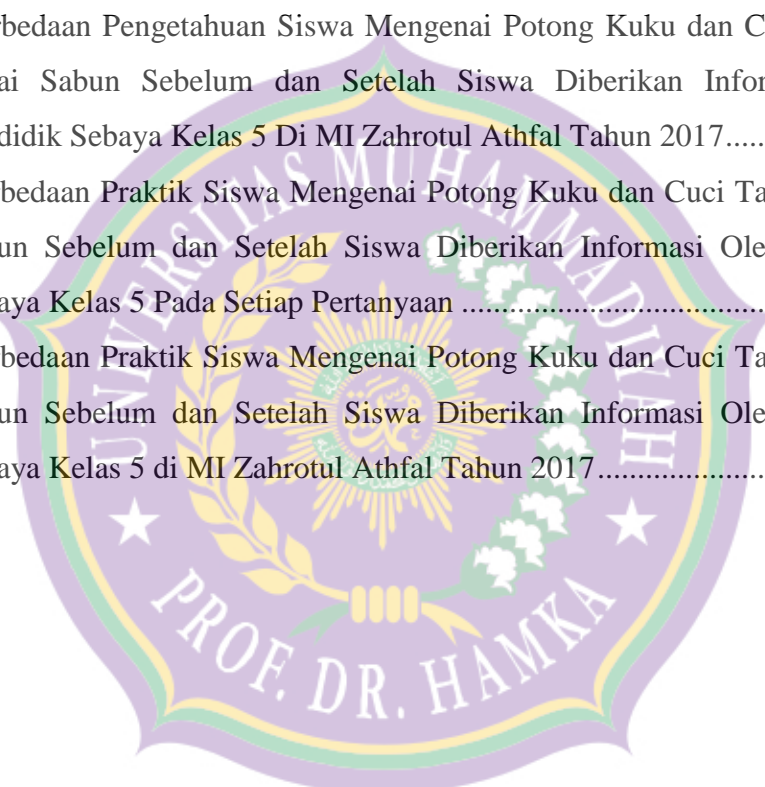 rbedaan Pengetahuan Siswa Mengenai Potong Kuku dan C
ai Sabun Sebelum dan Setelah Siswa Diberikan Infor
didik Sebaya Kelas 5 Di MI Zahrotul Athfal Tahun 2017.....
rbedaan Praktik Siswa Mengenai Potong Kuku dan Cuci Ta
un Sebelum dan Setelah Siswa Diberikan Informasi Ole
aya Kelas 5 Pada Setiap Pertanyaan ....................................
bedaan Praktik Siswa Mengenai Potong Kuku dan Cuci Ta
un Sebelum dan Setelah Siswa Diberikan Informasi Ole
aya Kelas 5 di MI Zahrotul Athfal Tahun 2017....................
UNIVERSITAS MUHAMMADIYAH
PROF. DR. HAMKA